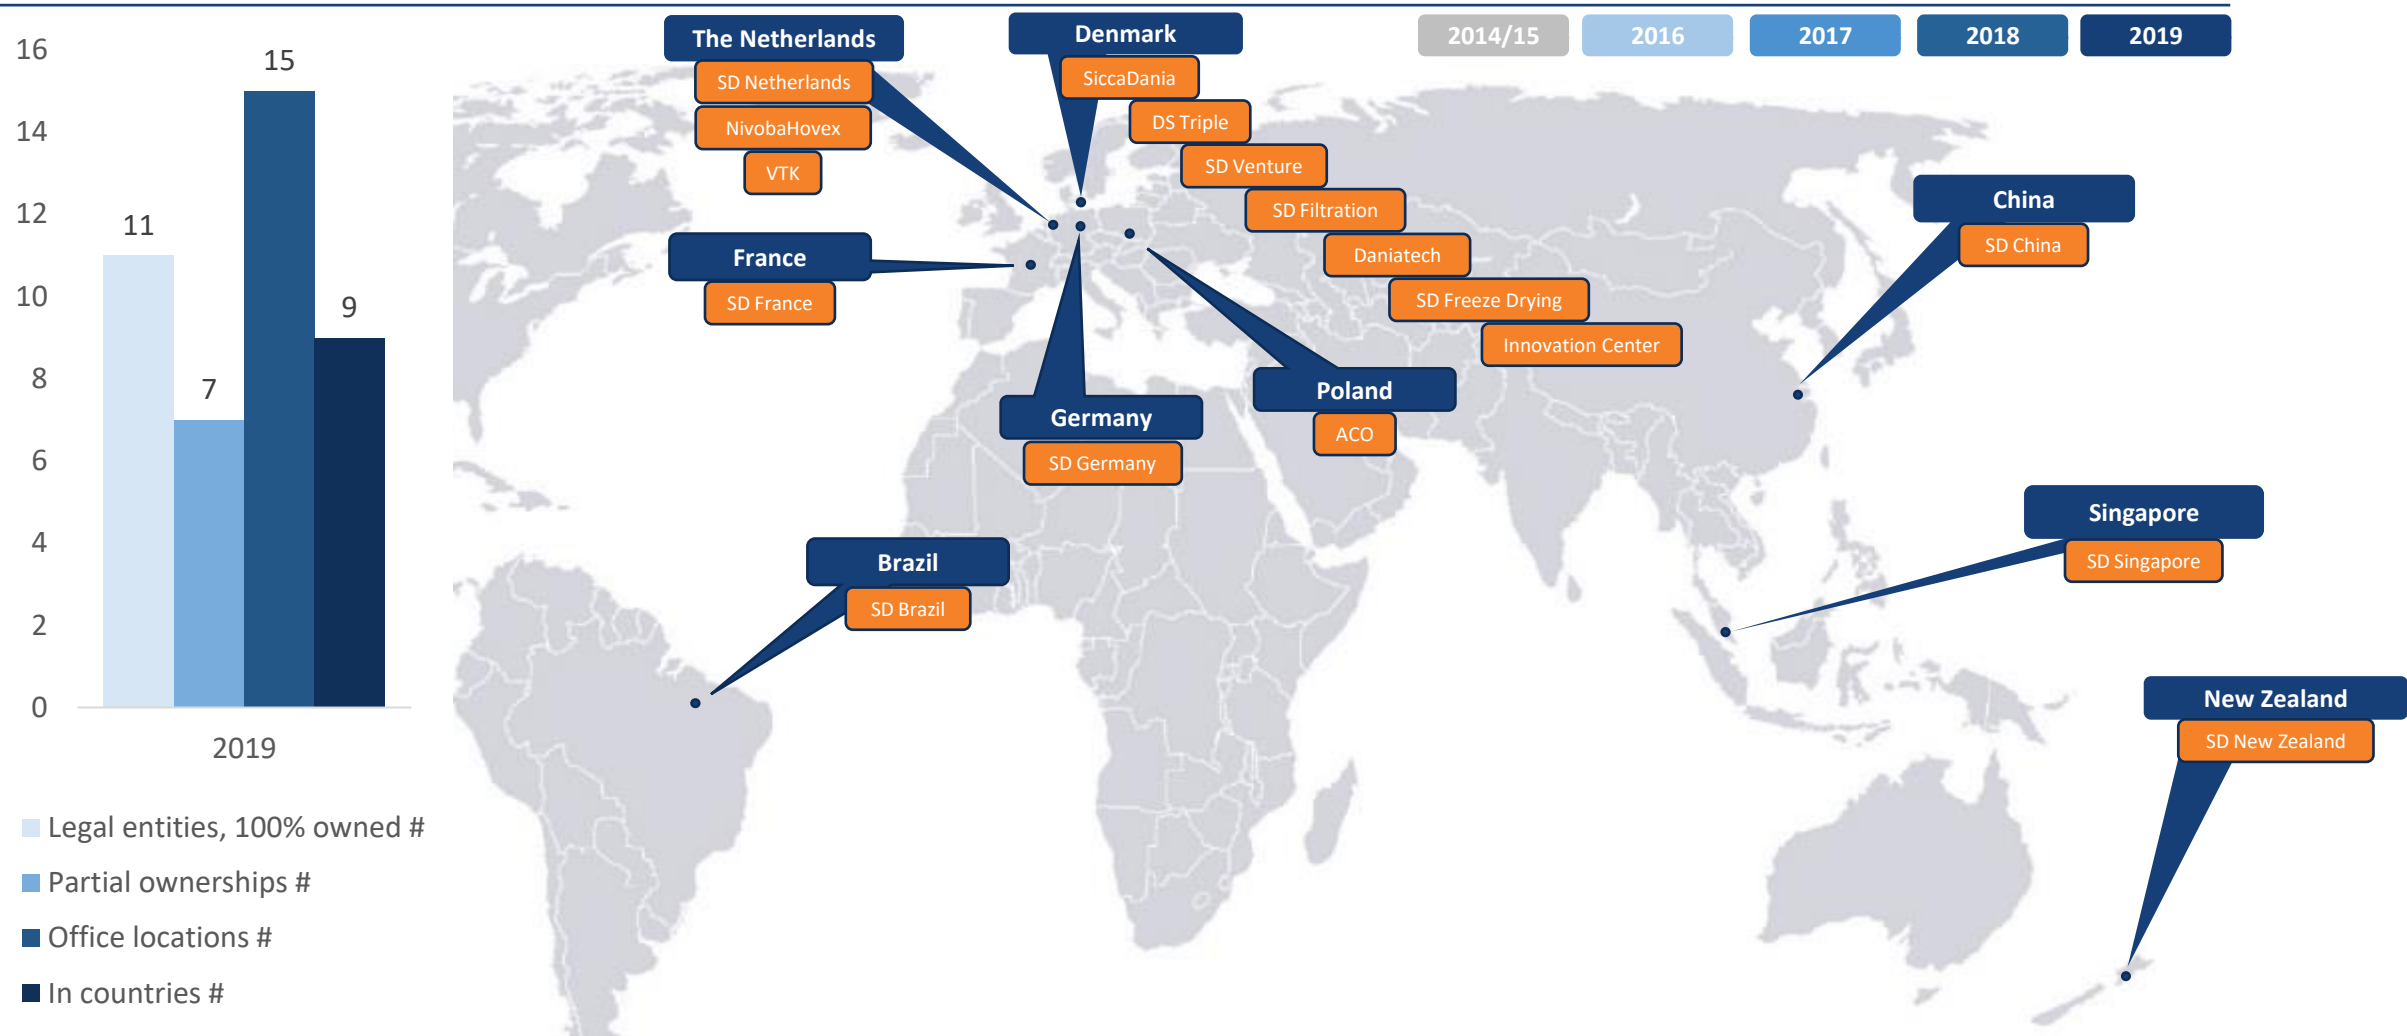 16
14
12
10
8
6
4
2
0
11
7
15
9
2019
Legal entities, 100% owned #
Partial ownerships #
Office locations #
In countries #
2014/15
2016
2017
2018
2019
The Netherlands
SD Netherlands
NivobaHovex
VTK
Denmark
SiccaDania
DS Triple
SD Venture
SD Filtration
Daniatech
SD Freeze Drying
Innovation Center
France
SD France
Germany
SD Germany
Poland
ACO
China
SD China
Brazil
SD Brazil
Singapore
SD Singapore
New Zealand
SD New Zealand